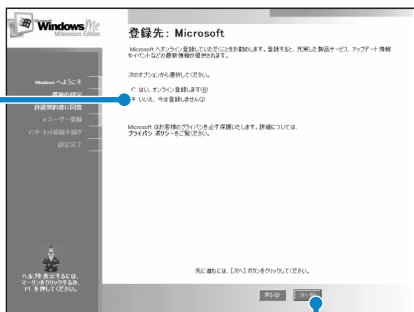 Windows Me
Millennium Edition
登録先: Microsoft
Microsoft へオンライン登録していただくことをお勧めします。登録すると、充実した製品サービス、アップデート情報
やイベントなどの最新情報が提供されます。
次のオプションから選択してください。
はい、オンライン登録します(R)
いいえ、今は登録しません(J)
Microsoft はお客様のプライバシを必ず保護いたします。詳細については、
プライバシ ポリシーをご覧ください。
Windows へようこそ
許諾契約書に同意
ユーザー登録
インターネット接続手続き
設定完了
ヘルプを表示するには、
マーリンをクリックするか、
F1 を押してください。
先に進むには、[次へ] ボタンをクリックしてください。
戻る(B)
次へ